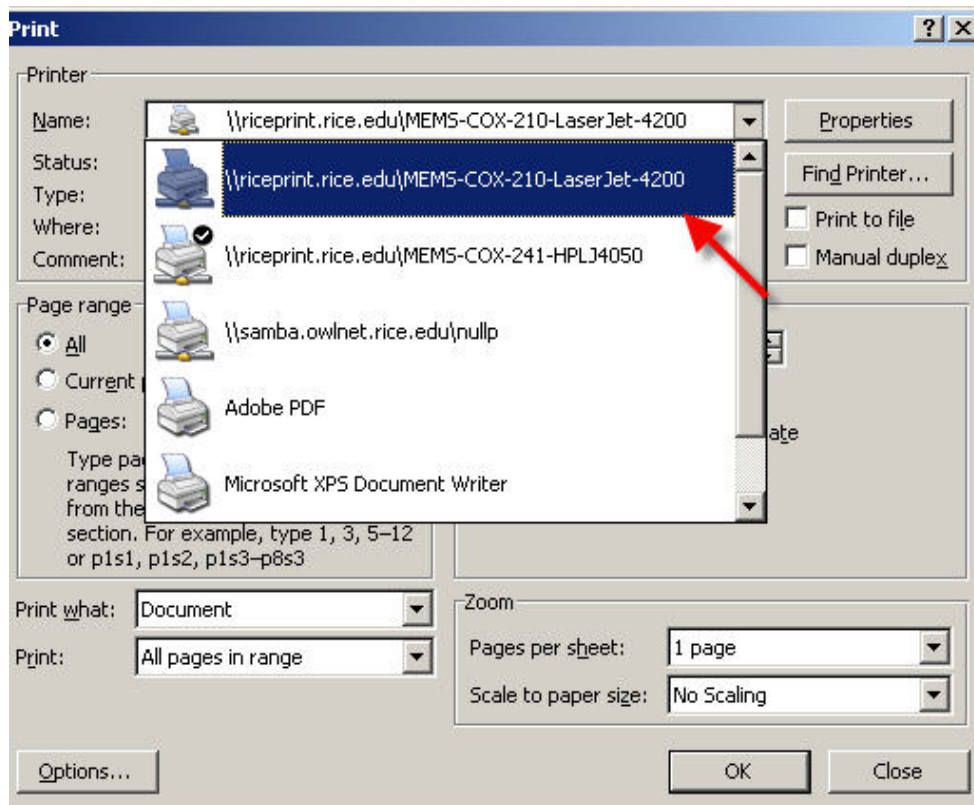 Print
Printer
Name: \\riceprint.rice.edu\MEMS-COX-210-LaserJet-4200 Properties
Status: \\riceprint.rice.edu\MEMS-COX-210-LaserJet-4200 Find Printer...
Type:
Where: \\riceprint.rice.edu\MEMS-COX-241-HPLJ4050 Print to file
Comment: Manual duplex
Page range
All \\samba.owlnet.rice.edu\nullp
Current
Pages: Adobe PDF
Type
ranges Microsoft XPS Document Writer
from the
section. For example, type 1, 3, 5–12
or p1s1, p1s2, p1s3–p8s3
Print what: Document
Print: All pages in range
Zoom
Pages per sheet: 1 page
Scale to paper size: No Scaling
Options... OK Close